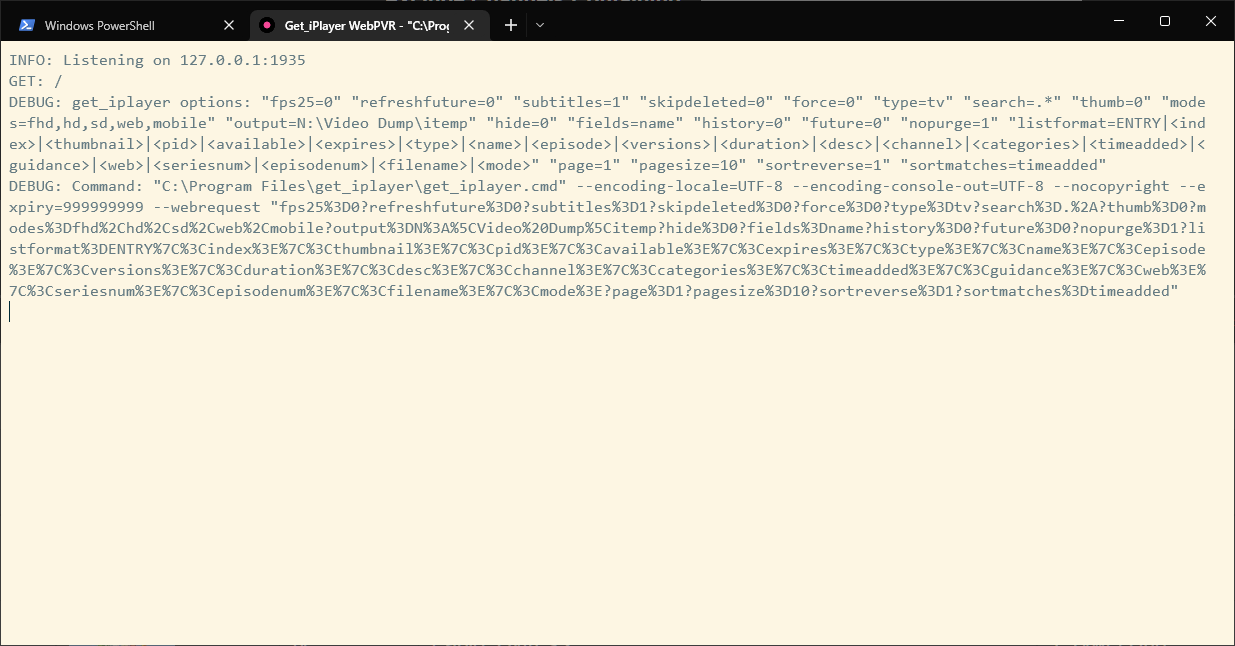 Windows PowerShell
Get_iPlayer WebPVR - "C:\Prog
INFO: Listening on 127.0.0.1:1935
GET: /
DEBUG: get_iplayer options: "fps25=0" "refreshfuture=0" "subtitles=1" "skipdeleted=0" "force=0" "type=tv" "search=.*" "thumb=0" "mode
s=fhd,hd,sd,web,mobile" "output=N:\Video Dump\itemp" "hide=0" "fields=name" "history=0" "future=0" "nopurge=1" "listformat=ENTRY|<ind
ex>|<thumbnail>|<pid>|<available>|<expires>|<type>|<name>|<episode>|<versions>|<duration>|<desc>|<channel>|<categories>|<timeadded>|<
guidance>|<web>|<seriesnum>|<episodenum>|<filename>|<mode>" "page=1" "pagesize=10" "sortreverse=1" "sortmatches=timeadded"
DEBUG: Command: "C:\Program Files\get_iplayer\get_iplayer.cmd" --encoding-locale=UTF-8 --encoding-console-out=UTF-8 --nocopyright --e
xpiry=999999999 --webrequest "fps25%3D0?refreshfuture%3D0?subtitles%3D1?skipdeleted%3D0?force%3D0?type%3Dtv?search%3D.%2A?thumb%3D0?m
odes%3Dfhd%2Chd%2Csd%2Cweb%2Cmobile?output%3DN%3A%5CVideo%20Dump%5Citemp?hide%3D0?fields%3Dname?history%3D0?future%3D0?nopurge%3D1?li
stformat%3DENTRY%7C%3Cindex%3E%7C%3Cthumbnail%3E%7C%3Cpid%3E%7C%3Cavailable%3E%7C%3Cexpires%3E%7C%3Ctype%3E%7C%3Cname%3E%7C%3Cepisode
%3E%7C%3Cversions%3E%7C%3Cduration%3E%7C%3Cdesc%3E%7C%3Cchannel%3E%7C%3Ccategories%3E%7C%3Ctimeadded%3E%7C%3Cguidance%3E%7C%3Cweb%3E%
7C%3Cseriesnum%3E%7C%3Cepisodenum%3E%7C%3Cfilename%3E%7C%3Cmode%3E?page%3D1?pagesize%3D10?sortreverse%3D1?sortmatches%3Dtimeadded"